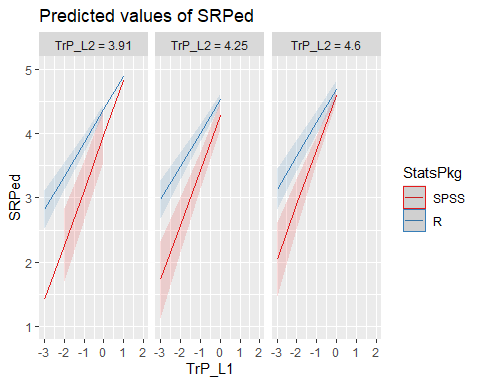 Predicted values of SRPed
TrP_L2 = 3.91 TrP_L2 = 4.25 TrP_L2 = 4.6
5
4
3
2
1
SRPed
-3 -2 -1 0 1 2 -3 -2 -1 0 1 2 -3 -2 -1 0 1 2
TrP_L1
StatsPkg
SPSS
R